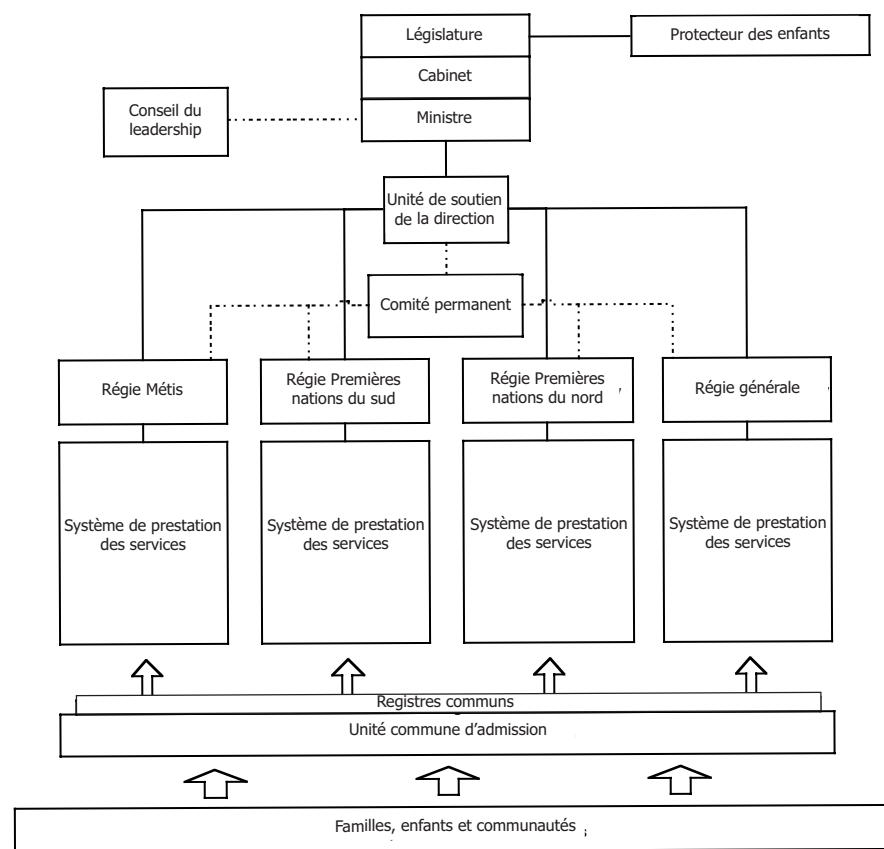 Législature
Protecteur des enfants
Cabinet
Ministre
Conseil du
leadership
Unité de soutien
de la direction
Comité permanent
Régie Métis
Régie Premières
nations du sud
Régie Premières
nations du nord
Régie générale
Système de prestation
des services
Système de prestation
des services
Système de prestation
des services
Système de prestation
des services
Registres communs
Unité commune d’admission
Familles, enfants et communautés